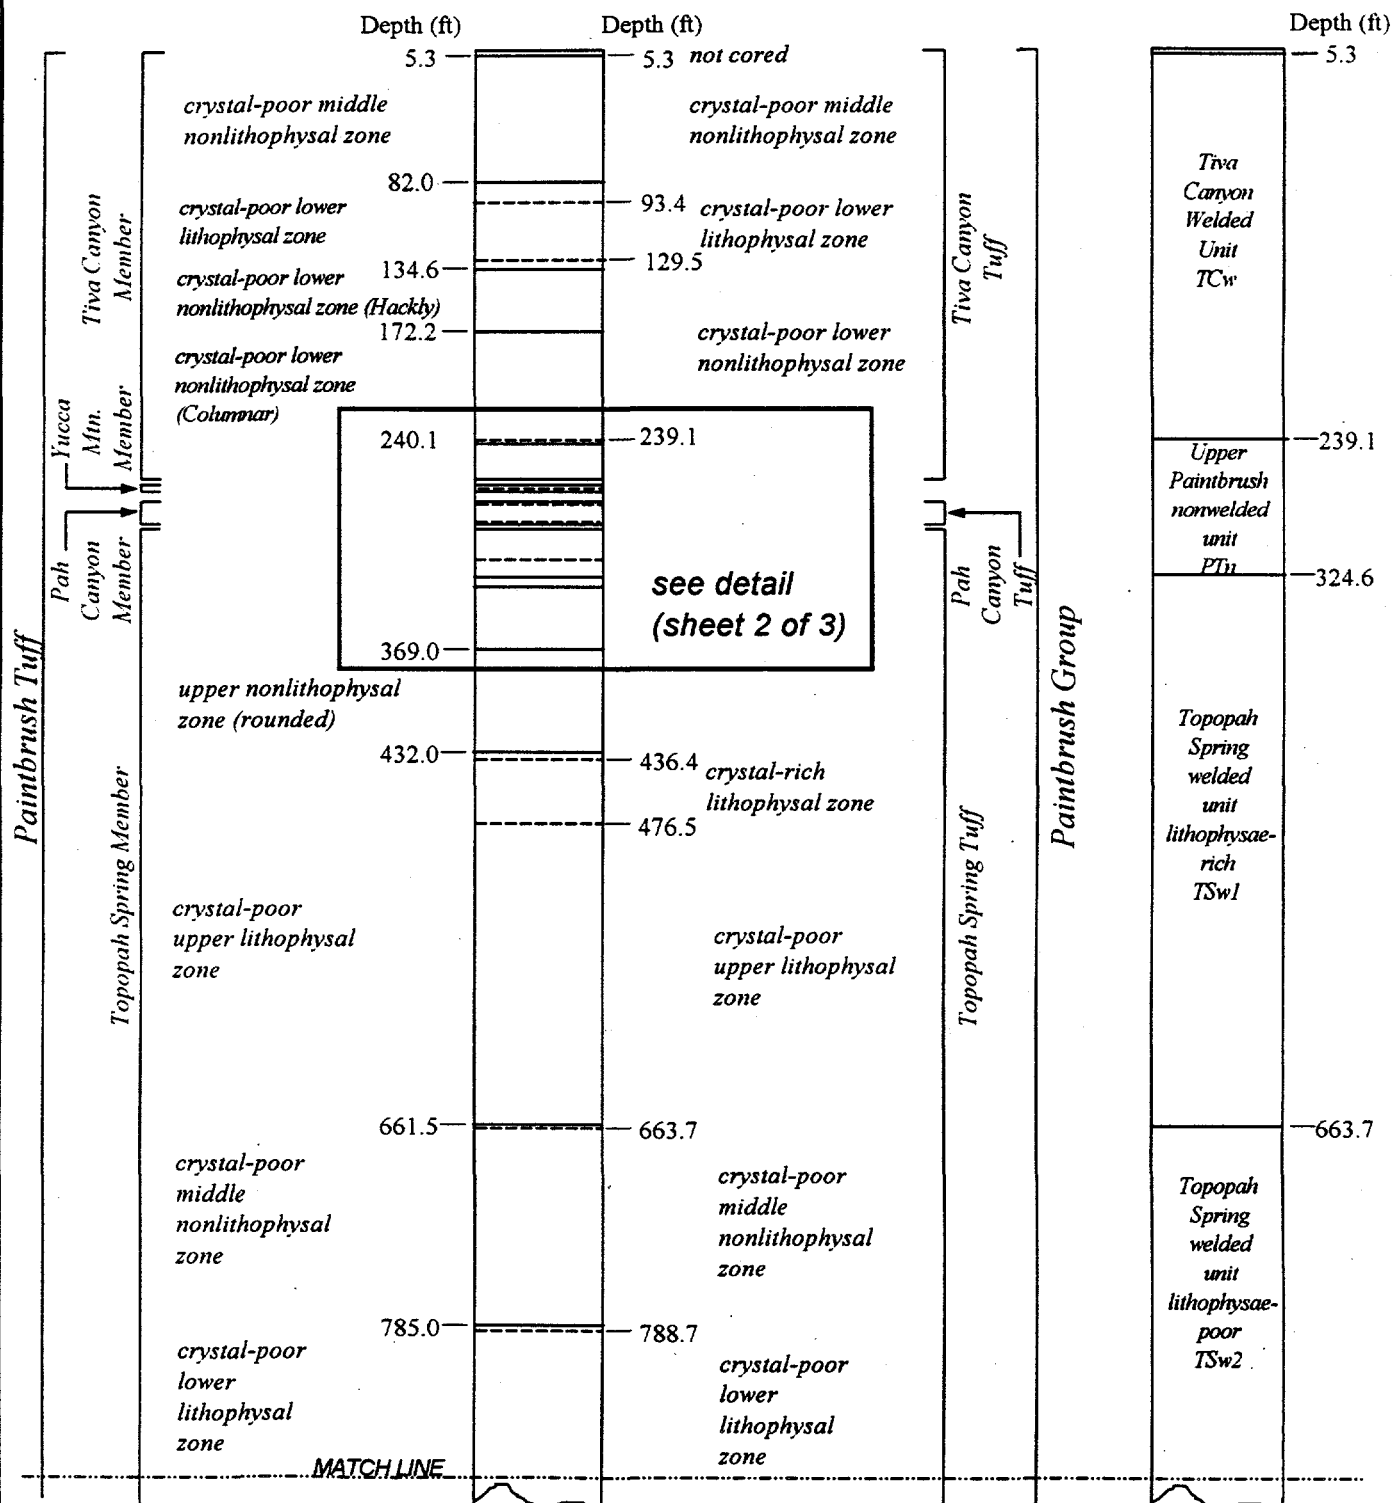 Depth (ft)
Depth (ft)
Depth (ft)
5.3
5.3 not cored
5.3
crystal-poor middle
nonlithophysal zone
crystal-poor middle
nonlithophysal zone
82.0
93.4
crystal-poor lower
lithophysal zone
crystal-poor lower
lithophysal zone
134.6
129.5
crystal-poor lower
nonlithophysal zone (Hackly)
172.2
crystal-poor lower
nonlithophysal zone
crystal-poor lower
nonlithophysal zone
(Columnar)
240.1
239.1
see detail
(sheet 2 of 3)
369.0
upper nonlithophysal
zone (rounded)
432.0
436.4
crystal-rich
lithophysal zone
476.5
crystal-poor
upper lithophysal
zone
crystal-poor
upper lithophysal
zone
661.5
663.7
crystal-poor
middle
nonlithophysal
zone
crystal-poor
middle
nonlithophysal
zone
785.0
788.7
crystal-poor
lower
lithophysal
zone
crystal-poor
lower
lithophysal
zone
MATCH LINE
Paintbrush Tuff
Tiva Canyon
Member
Yucca
Mtn.
Member
Pah
Canyon
Member
Topopah Spring Member
Tiva Canyon
Tuff
Pah
Canyon
Tuff
Topopah Spring Tuff
Paintbrush Group
Tiva
Canyon
Welded
Unit
TCw
239.1
Upper
Paintbrush
nonwelded
unit
PTn
324.6
Topopah
Spring
welded
unit
lithophysae-
rich
TSw1
663.7
Topopah
Spring
welded
unit
lithophysae-
poor
TSw2